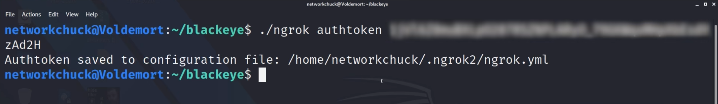 networkchuck@Voldemort:~/blackeye
File Actions Edit View Help
networkchuck@Voldemort:~/blackeye$ ./ngrok authtoken
zAd2H
Authtoken saved to configuration file: /home/networkchuck/.ngrok2/ngrok.yml
networkchuck@Voldemort:~/blackeye$